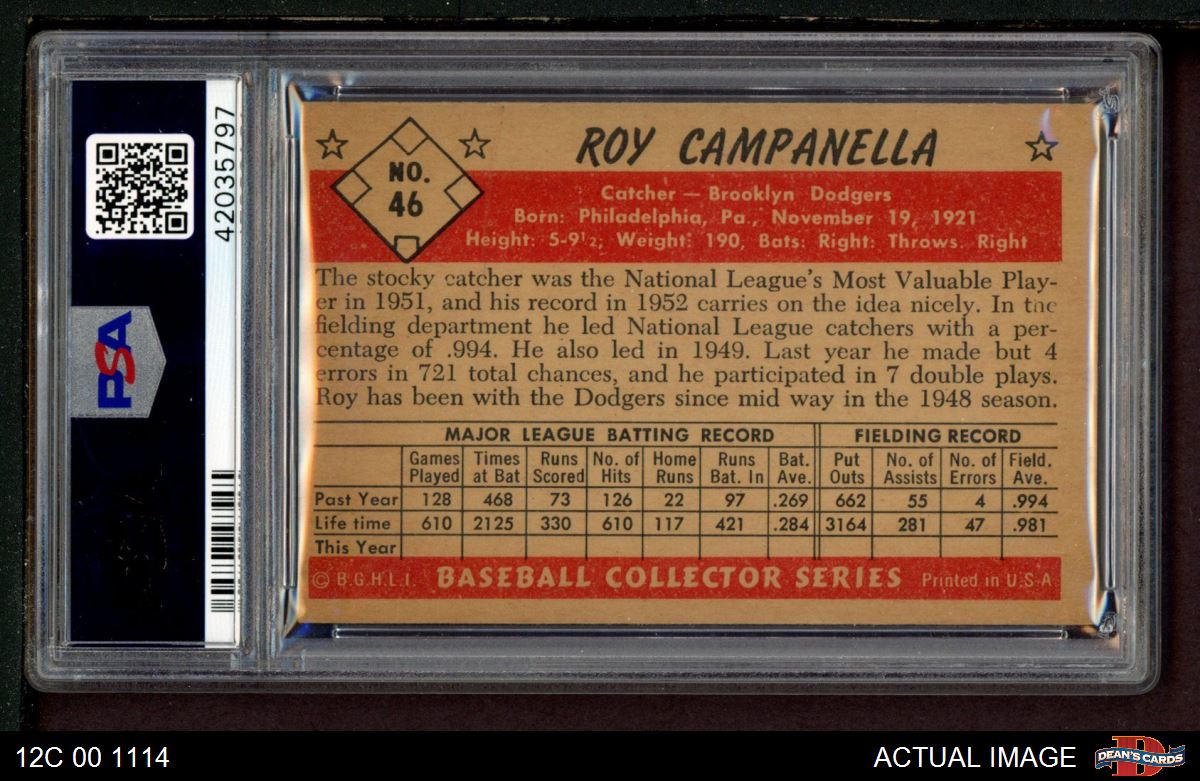 42035797
PSA
NO.
46
ROY CAMPANELLA
Catcher — Brooklyn Dodgers
Born: Philadelphia, Pa., November 19, 1921
Height: 5-9½; Weight: 190, Bats: Right: Throws. Right
The stocky catcher was the National League's Most Valuable Play-
er in 1951, and his record in 1952 carries on the idea nicely. In the
fielding department he led National League catchers with a per-
centage of .994. He also led in 1949. Last year he made but 4
errors in 721 total chances, and he participated in 7 double plays.
Roy has been with the Dodgers since mid way in the 1948 season.
MAJOR LEAGUE BATTING RECORD FIELDING RECORD
Games Times Runs No. of Home Runs Bat. Put No. of No. of Field.
Played at Bat Scored Hits Runs Bat. In Ave. Outs Assists Errors Ave.
Past Year 128 468 73 126 22 97 .269 662 55 4 .994
Life time 610 2125 330 610 117 421 .284 3164 281 47 .981
This Year
© B.G.H.L.I. BASEBALL COLLECTOR SERIES Printed in U.S.A
12C 00 1114 ACTUAL IMAGE D DEAN'S CARDS